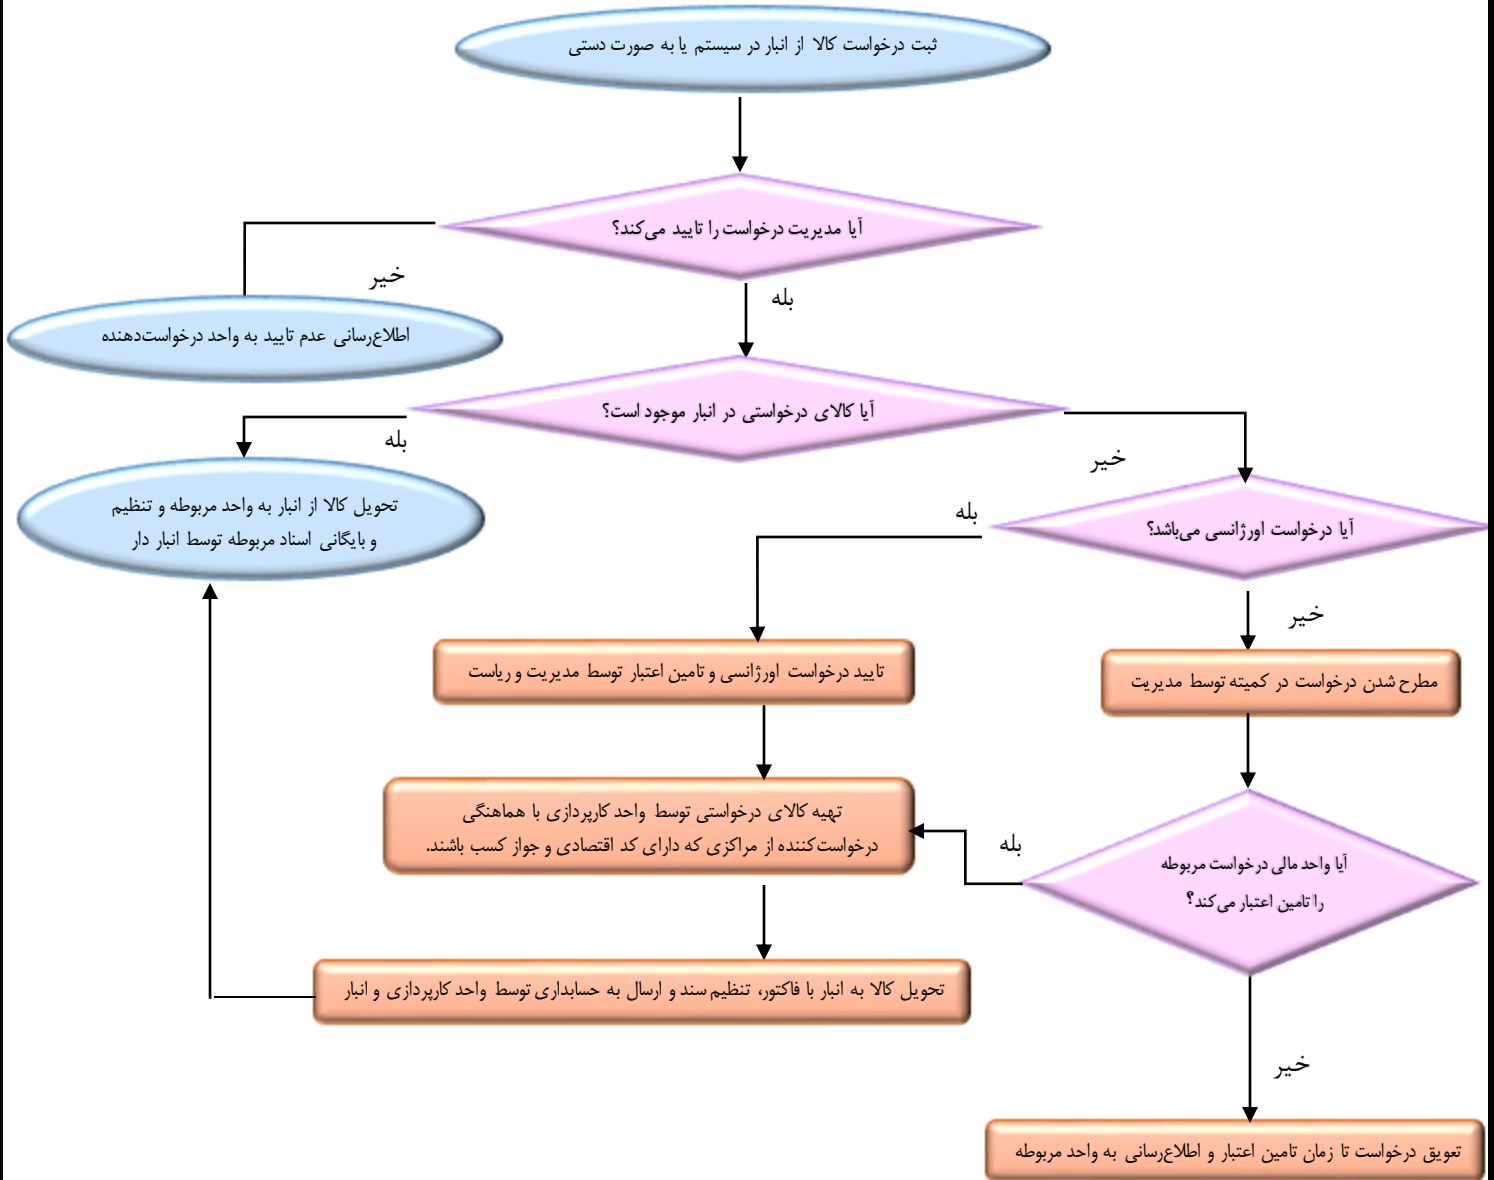 ثبت درخواست کالا از انبار در سیستم یا به صورت دستی
آیا مدیریت درخواست را تایید می‌کند؟
خیر
بله
اطلاع‌رسانی عدم تایید به واحد درخواست‌دهنده
آیا کالای درخواستی در انبار موجود است؟
بله
خیر
تحویل کالا از انبار به واحد مربوطه و تنظیم
و بایگانی اسناد مربوطه توسط انبار دار
آیا درخواست اورژانسی می‌باشد؟
بله
خیر
تایید درخواست اورژانسی و تامین اعتبار توسط مدیریت و ریاست
مطرح شدن درخواست در کمیته توسط مدیریت
تهیه کالای درخواستی توسط واحد کارپردازی با هماهنگی
درخواست‌کننده از مراکزی که دارای کد اقتصادی و جواز کسب باشند.
بله
آیا واحد مالی درخواست مربوطه
را تامین اعتبار می‌کند؟
تحویل کالا به انبار با فاکتور، تنظیم سند و ارسال به حسابداری توسط واحد کارپردازی و انبار
خیر
تعویق درخواست تا زمان تامین اعتبار و اطلاع‌رسانی به واحد مربوطه